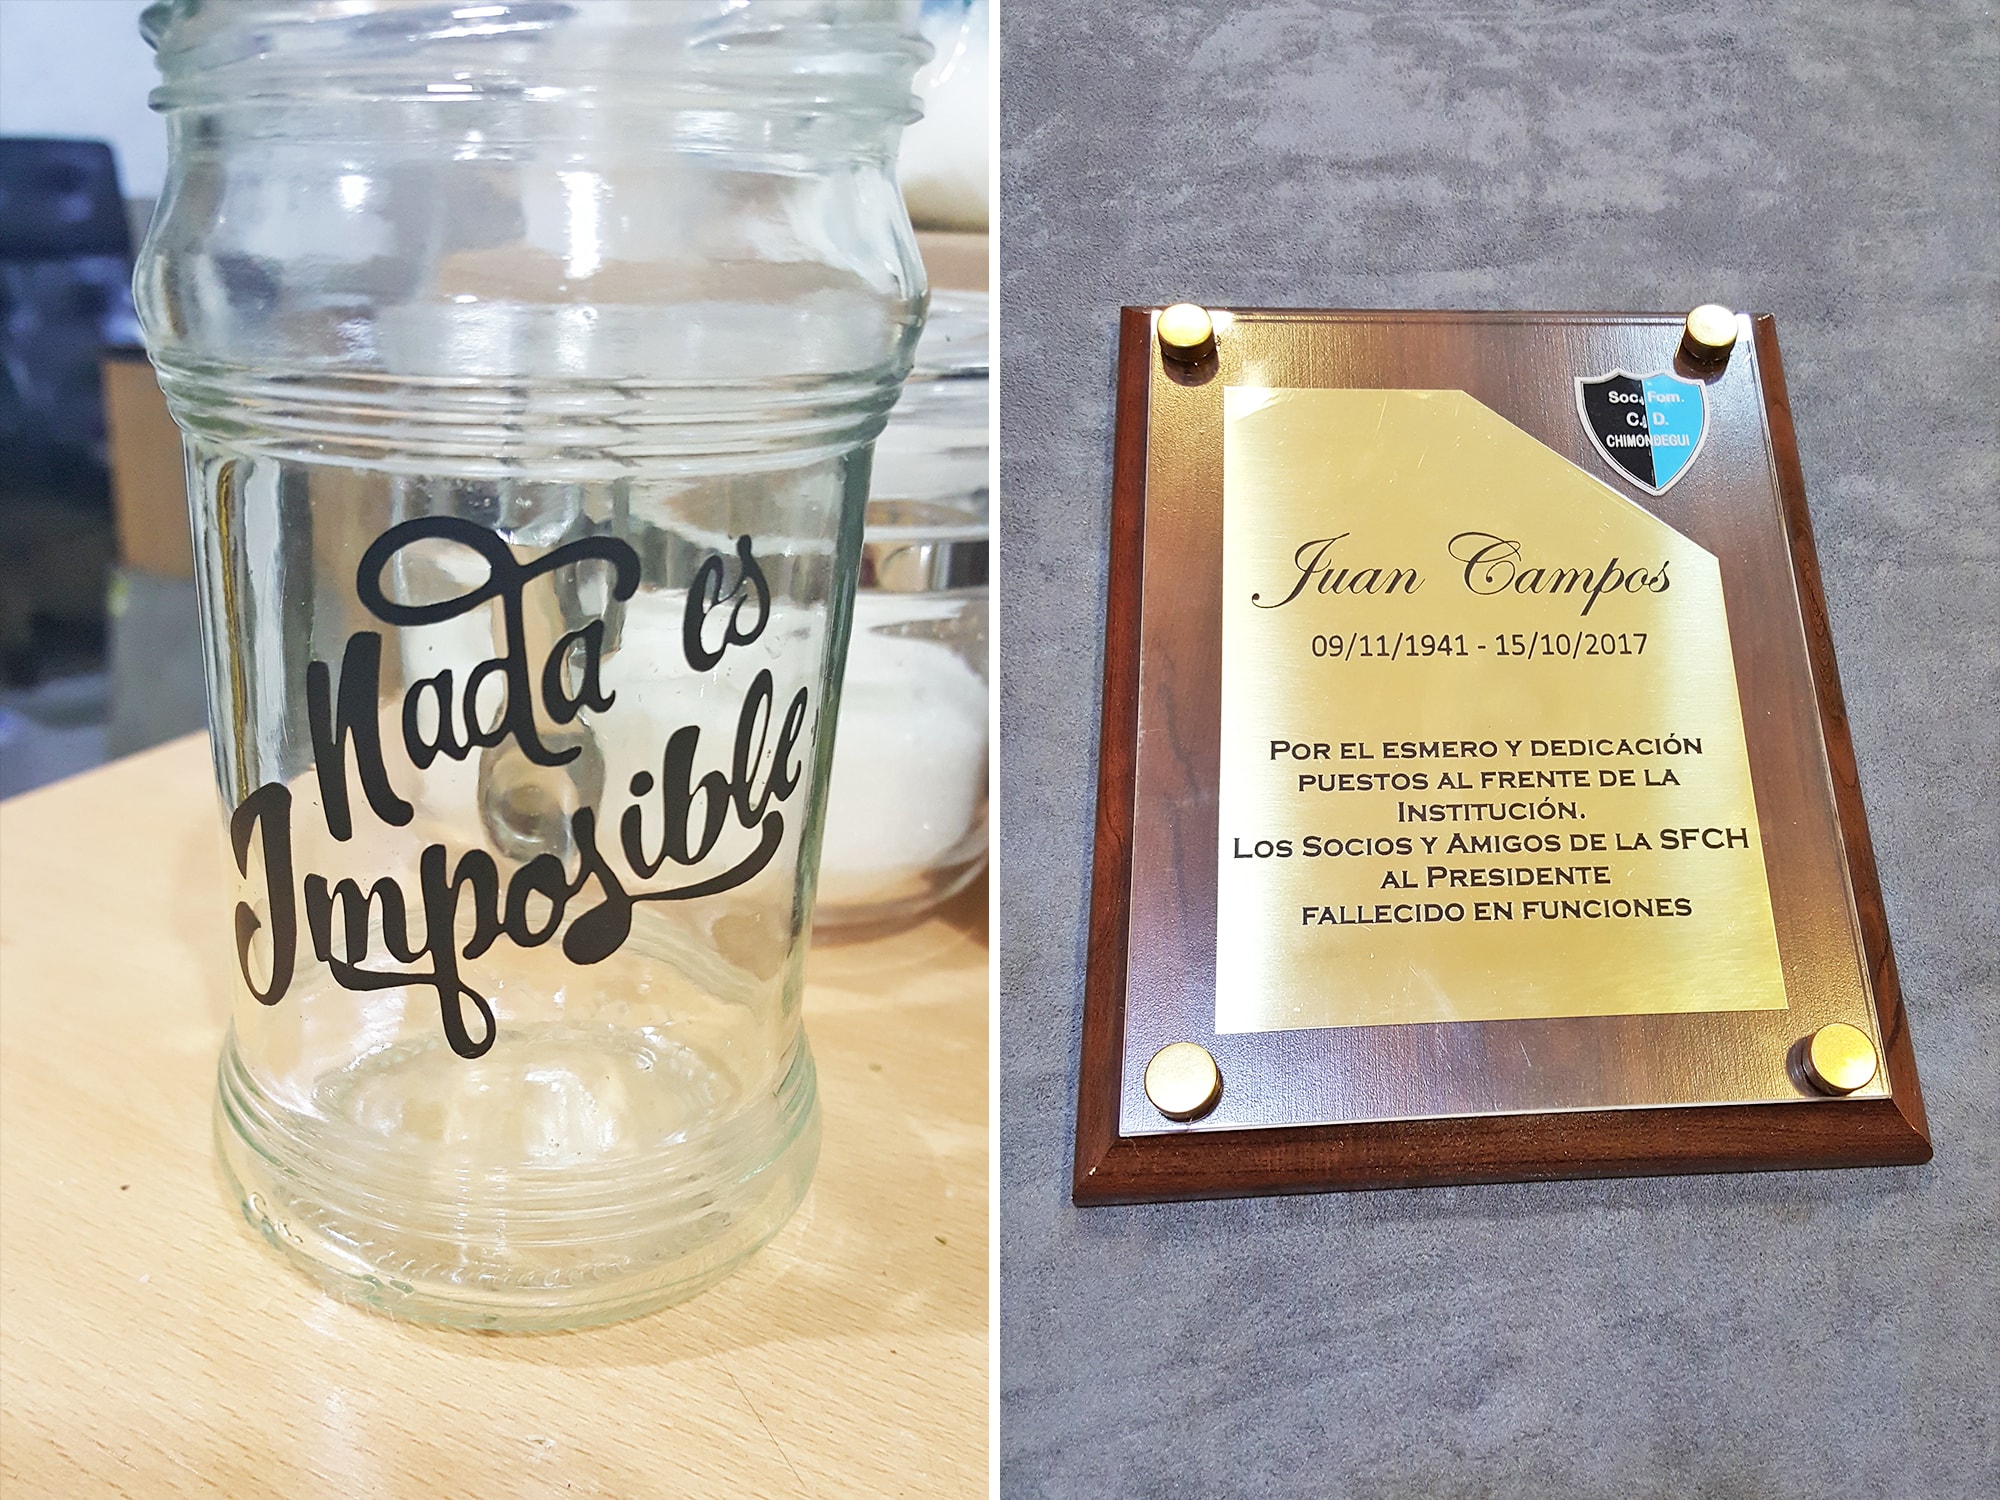 Nada es
Imposible
Soc. Fom.
C. D.
CHIMONDEGUI
Juan Campos
09/11/1941 - 15/10/2017
POR EL ESMERO Y DEDICACIÓN
PUESTOS AL FRENTE DE LA
INSTITUCIÓN.
LOS SOCIOS Y AMIGOS DE LA SFCH
AL PRESIDENTE
FALLECIDO EN FUNCIONES